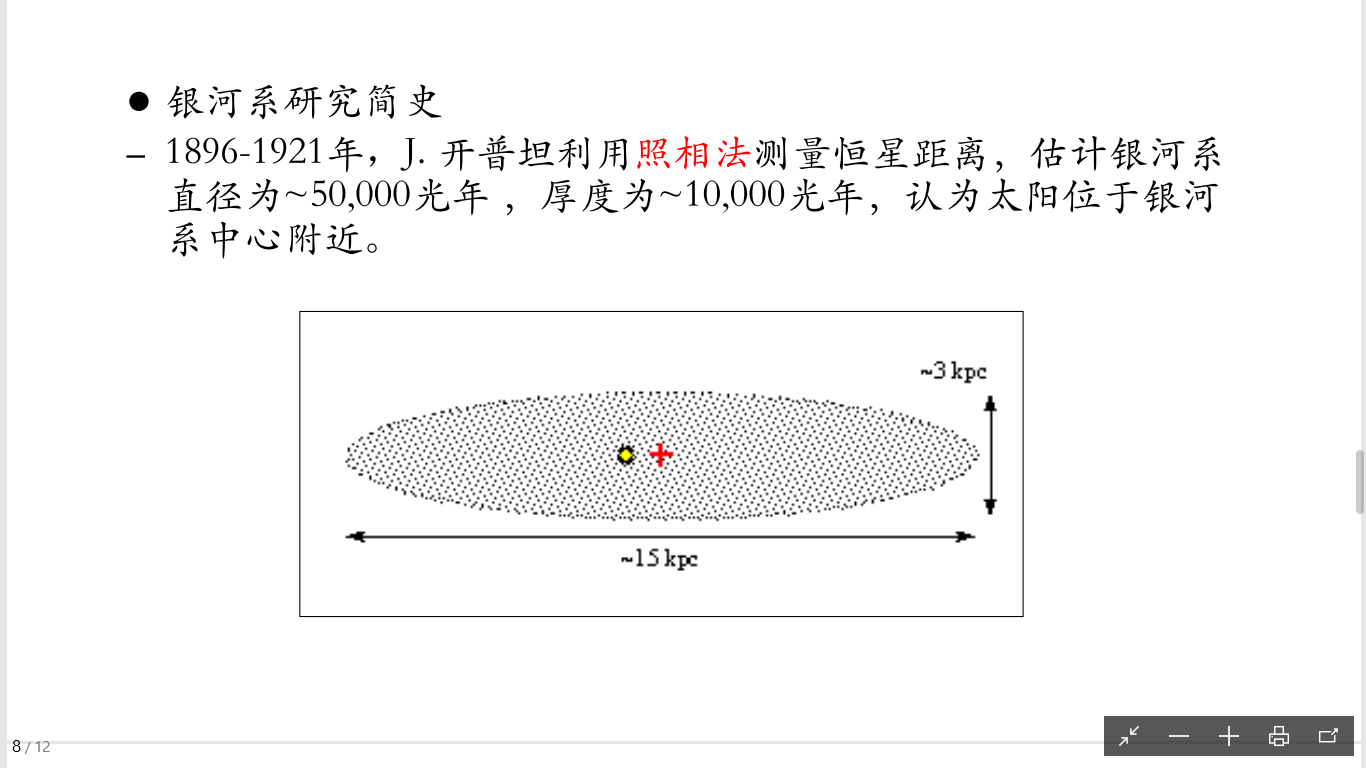 ● 银河系研究简史
– 1896-1921年，J. 开普坦利用照相法测量恒星距离，估计银河系
直径为~50,000光年 ，厚度为~10,000光年，认为太阳位于银河
系中心附近。
~3 kpc
~15 kpc
8 / 12